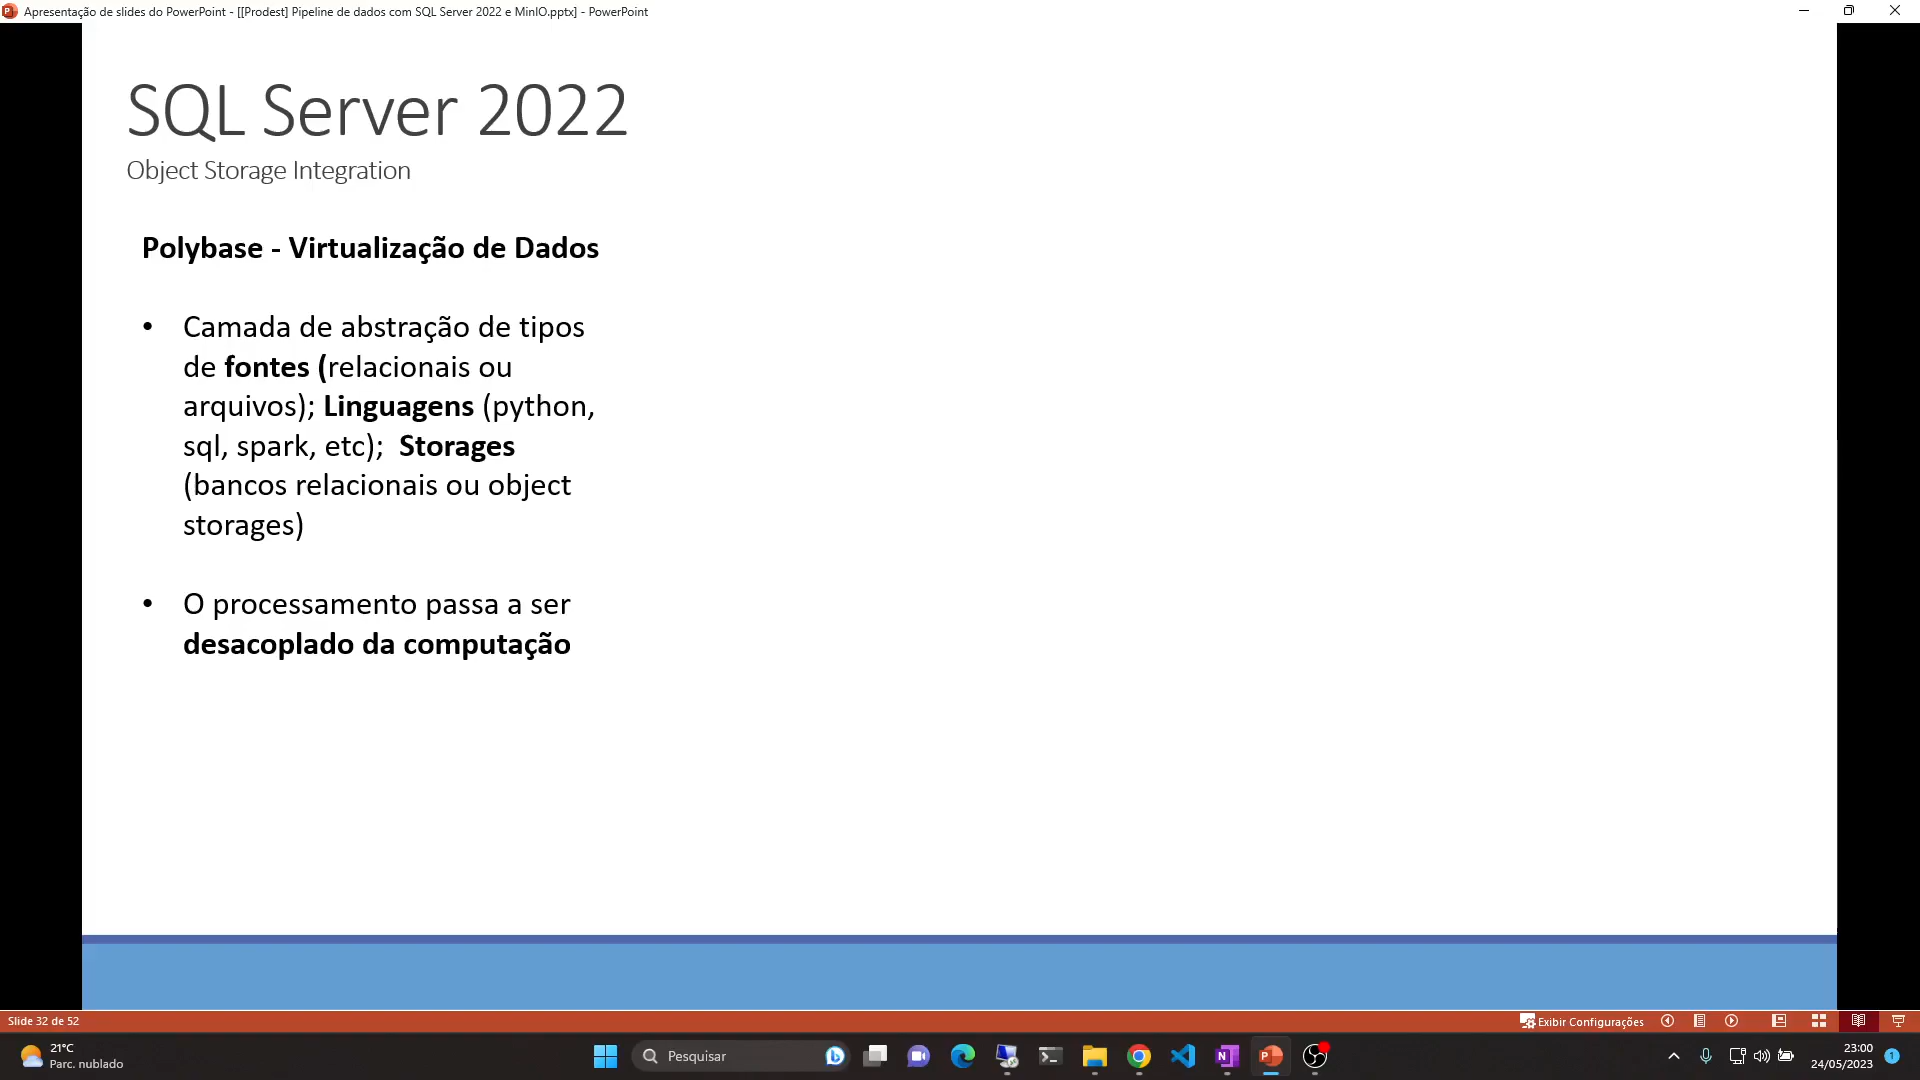 Apresentação de slides do PowerPoint - [[Prodest] Pipeline de dados com SQL Server 2022 e MinIO.pptx] - PowerPoint
SQL Server 2022
Object Storage Integration
Polybase - Virtualização de Dados
• Camada de abstração de tipos
de fontes (relacionais ou
arquivos); Linguagens (python,
sql, spark, etc); Storages
(bancos relacionais ou object
storages)
• O processamento passa a ser
desacoplado da computação
Slide 32 de 52
Exibir Configurações
21°C
Parc. nublado
Pesquisar
23:00
24/05/2023
1